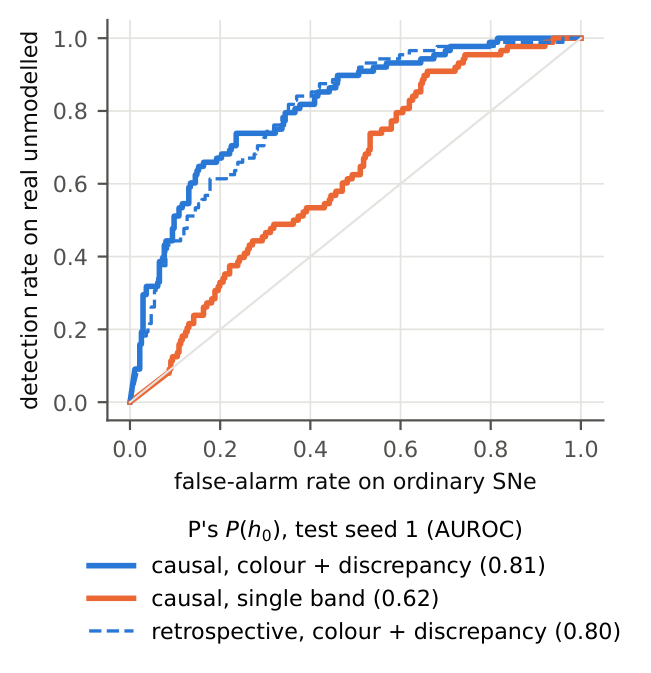 detection rate on real unmodelled
1.0
0.8
0.6
0.4
0.2
0.0
0.0 0.2 0.4 0.6 0.8 1.0
false-alarm rate on ordinary SNe
P's P(h₀), test seed 1 (AUROC)
causal, colour + discrepancy (0.81)
causal, single band (0.62)
retrospective, colour + discrepancy (0.80)